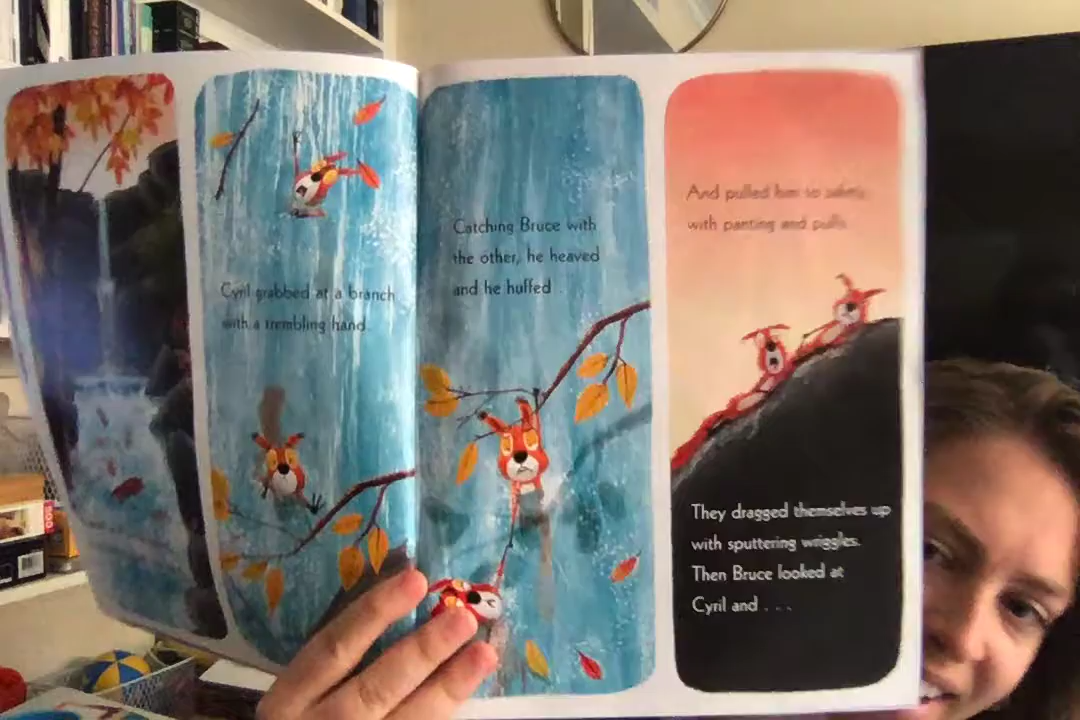 Cyril grabbed at a branch
with a trembling hand.
Catching Bruce with
the other, he heaved
and he huffed .
And pulled him to safety
with panting and puffs.
They dragged themselves up
with sputtering wriggles.
Then Bruce looked at
Cyril and . . .